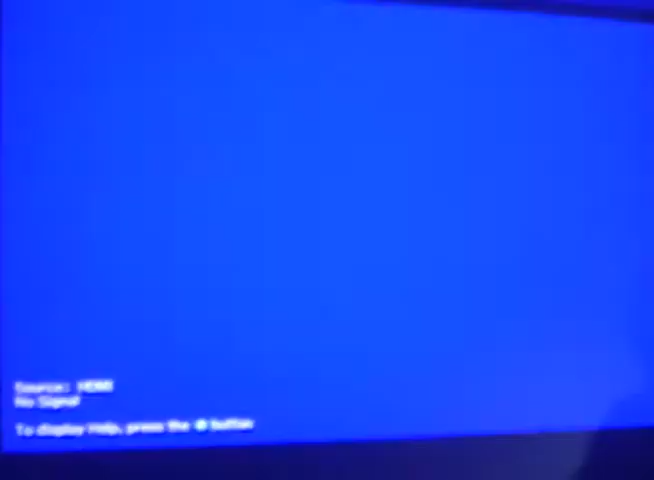 Source: HDMI
No Signal
To display Help, press the button